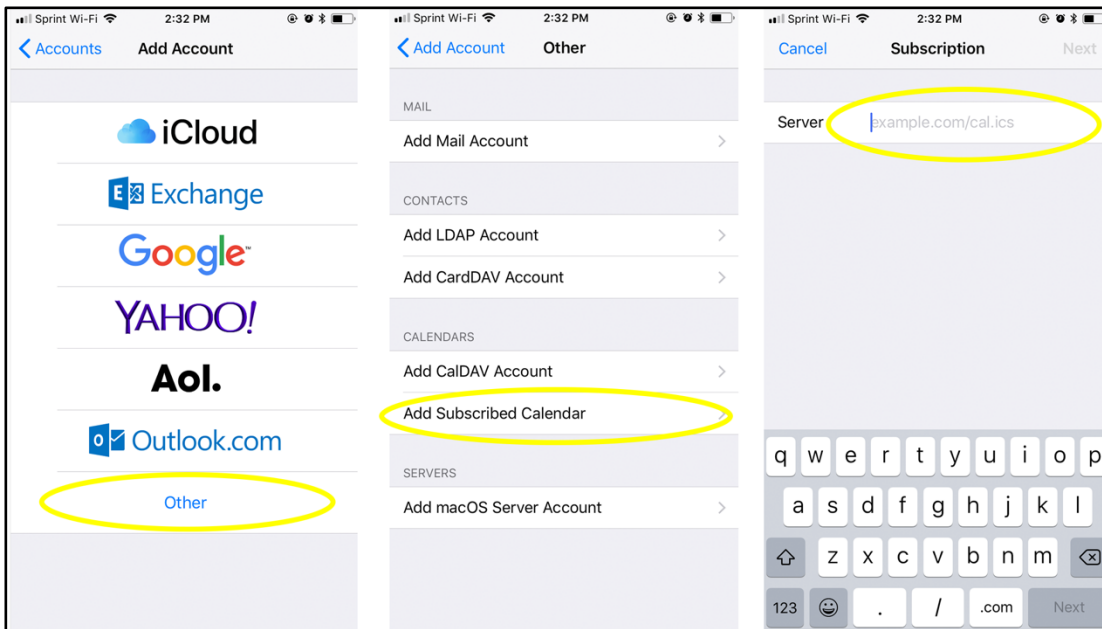 Sprint Wi-Fi 2:32 PM
Accounts Add Account
iCloud
Exchange
Google
YAHOO!
Aol.
Outlook.com
Other
Sprint Wi-Fi 2:32 PM
Add Account Other
MAIL
Add Mail Account
CONTACTS
Add LDAP Account
Add CardDAV Account
CALENDARS
Add CalDAV Account
Add Subscribed Calendar
SERVERS
Add macOS Server Account
Sprint Wi-Fi 2:32 PM
Cancel Subscription Next
Server example.com/cal.ics
q w e r t y u i o p
a s d f g h j k l
z x c v b n m
123 . / .com Next